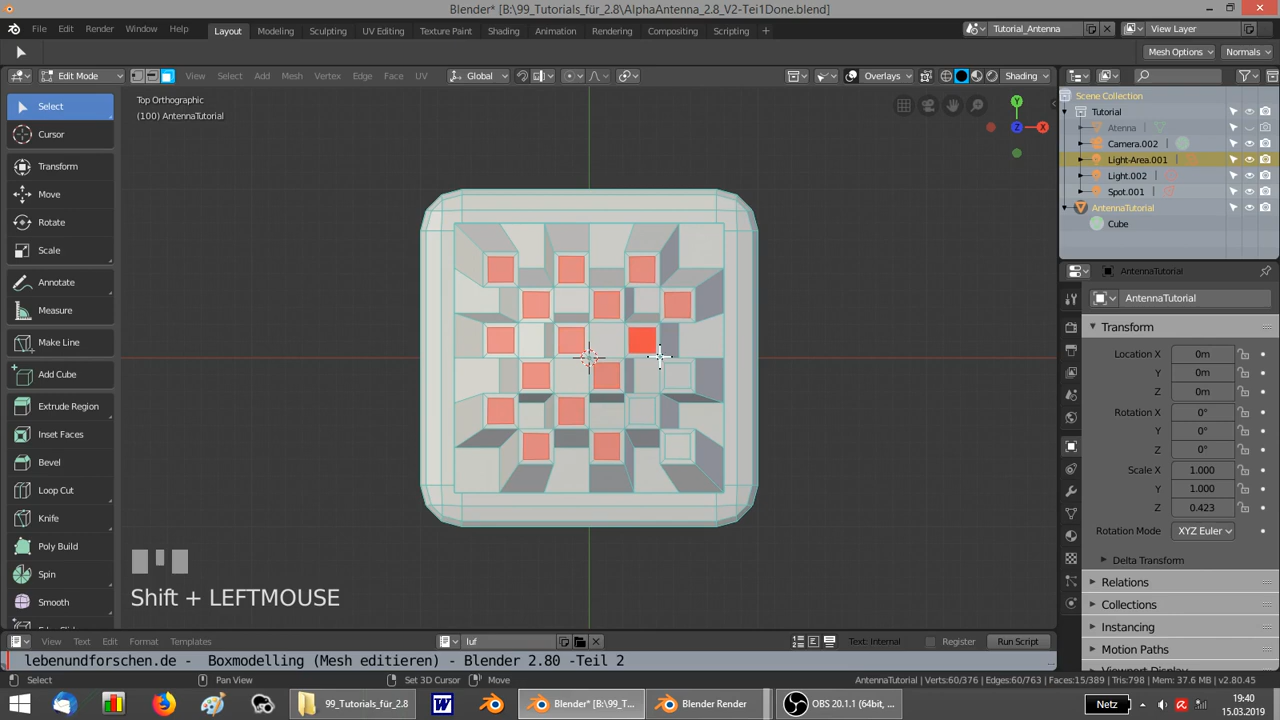 Blender* [B:\99_Tutorials_für_2.8\AlphaAntenna_2.8_V2-Tei1Done.blend]
File Edit Render Window Help Layout Modeling Sculpting UV Editing Texture Paint Shading Animation Rendering Compositing Scripting + Tutorial_Antenna View Layer
Mesh Options Normals
Edit Mode View Select Add Mesh Vertex Edge Face UV Global Overlays Shading
Top Orthographic
(100) AntennaTutorial
Select
Cursor
Transform
Move
Rotate
Scale
Annotate
Measure
Make Line
Add Cube
Extrude Region
Inset Faces
Bevel
Loop Cut
Knife
Poly Build
Spin
Smooth
Y
Z
X
Shift + LEFTMOUSE
Scene Collection
Tutorial
Atenna
Camera.002
Light-Area.001
Light.002
Spot.001
AntennaTutorial
Cube
AntennaTutorial
AntennaTutorial
Transform
Location X 0m
Y 0m
Z 0m
Rotation X 0°
Y 0°
Z 0°
Scale X 1.000
Y 1.000
Z 0.423
Rotation Mode XYZ Euler
Delta Transform
Relations
Collections
Instancing
Motion Paths
View Text Edit Format Templates luf Text: Internal Register Run Script
lebenundforschen.de - Boxmodelling (Mesh editieren) - Blender 2.80 -Teil 2
Select Pan View Set 3D Cursor Move AntennaTutorial | Verts:60/376 | Edges:60/763 | Faces:15/389 | Tris:798 | Mem: 37.6 MB | v2.80.45
99_Tutorials_für_2.8 Blender* [B:\99_T... Blender Render OBS 20.1.1 (64bit, ... Netz 19:40
15.03.2019